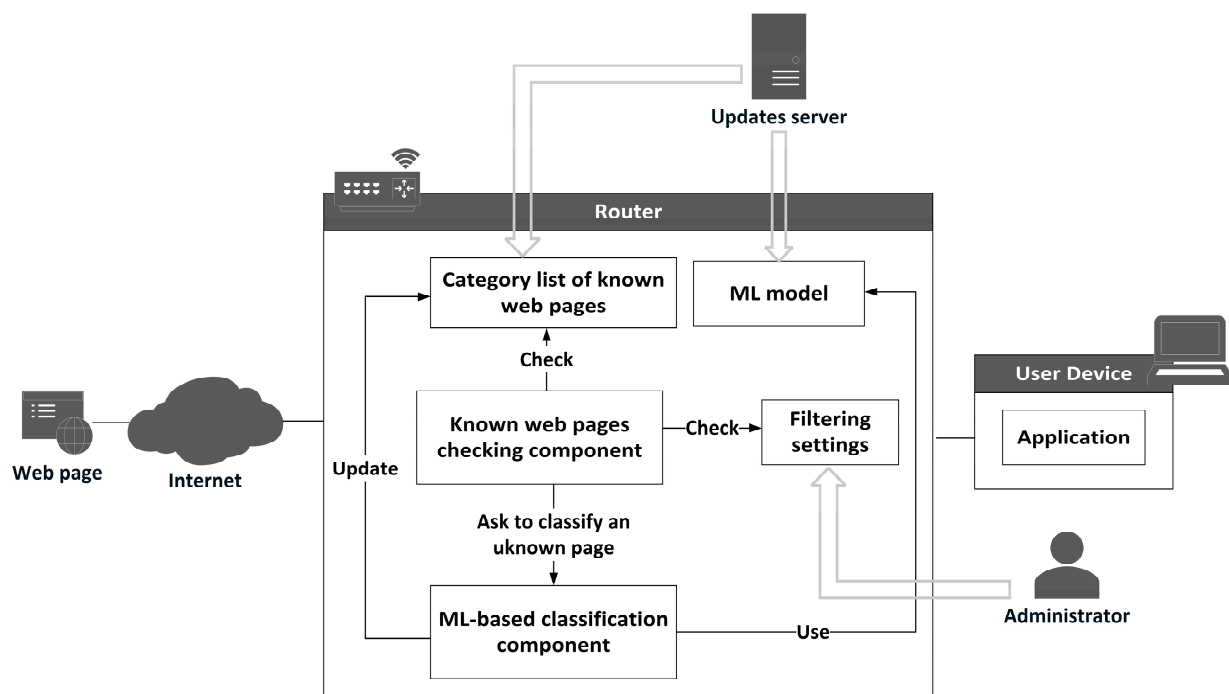 Updates server
Router
Category list of known
web pages
ML model
Check
User Device
Known web pages
checking component
Check
Filtering
settings
Application
Web page
Internet
Update
Ask to classify an
uknown page
ML-based classification
component
Use
Administrator